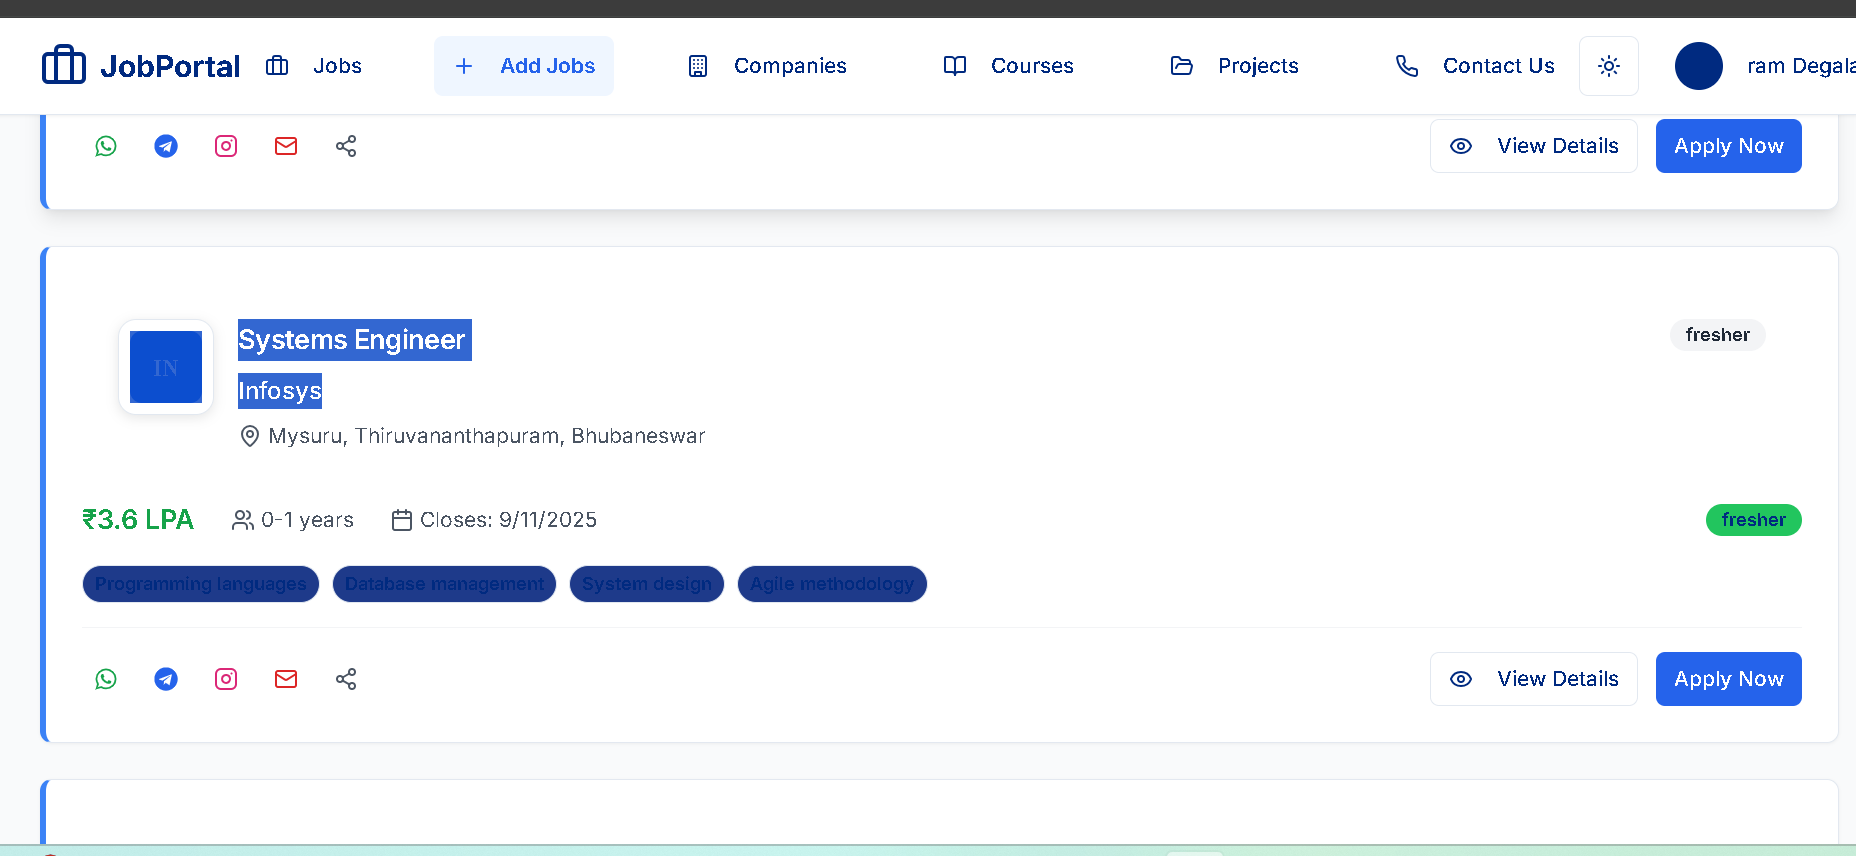 JobPortal Jobs Add Jobs Companies Courses Projects Contact Us ram Degala
View Details Apply Now
IN
Systems Engineer
fresher
Infosys
Mysuru, Thiruvananthapuram, Bhubaneswar
₹3.6 LPA 0-1 years Closes: 9/11/2025 fresher
Programming languages Database management System design Agile methodology
View Details Apply Now